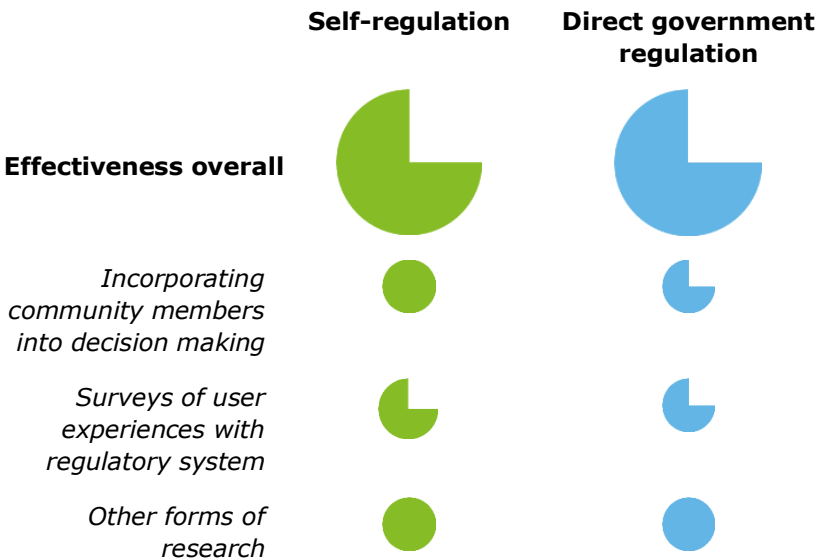 Self-regulation
Direct government
regulation
Effectiveness overall
Incorporating
community members
into decision making
Surveys of user
experiences with
regulatory system
Other forms of
research